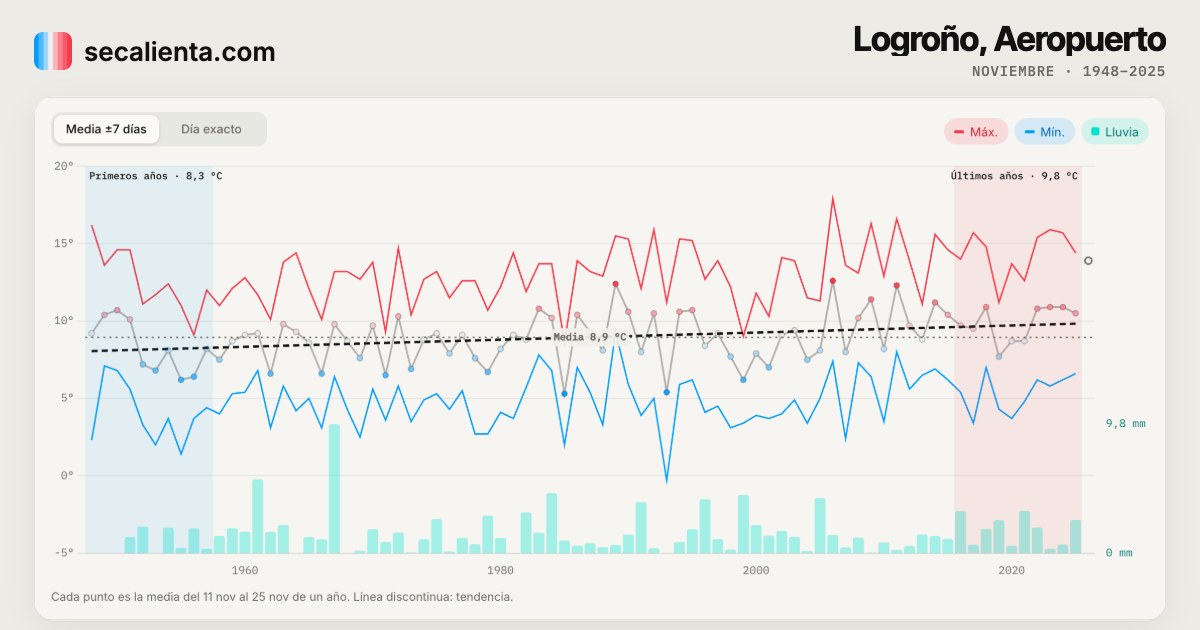 secalienta.com
Logroño, Aeropuerto
NOVIEMBRE · 1948–2025
Media ±7 días
Día exacto
Máx.
Mín.
Lluvia
20°
Primeros años · 8,3 °C
Últimos años · 9,8 °C
15°
10°
Media 8,9 °C
5°
9,8 mm
0°
-5°
0 mm
1960
1980
2000
2020
Cada punto es la media del 11 nov al 25 nov de un año. Línea discontinua: tendencia.